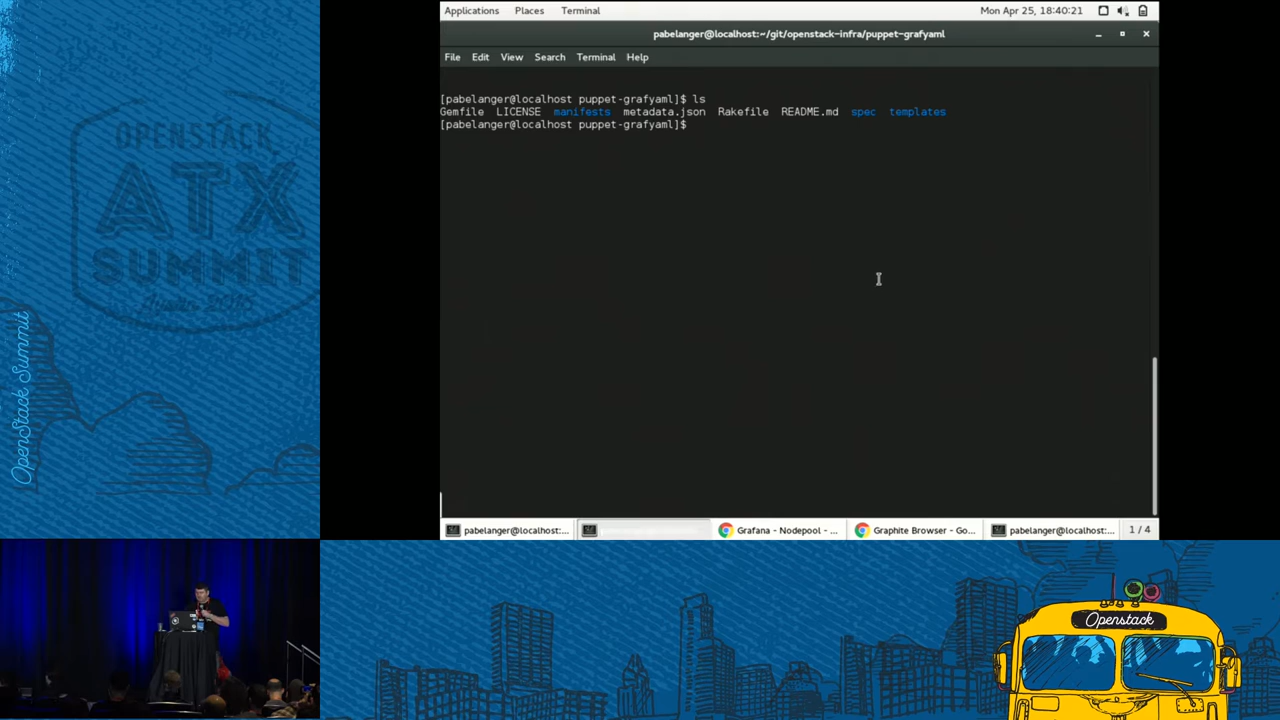 OPENSTACK
ATX
SUMMIT
Austin 2016
OpenStack Summit
Applications Places Terminal Mon Apr 25, 18:40:21
pabelanger@localhost:~/git/openstack-infra/puppet-grafyaml
File Edit View Search Terminal Help
[pabelanger@localhost puppet-grafyaml]$ ls
Gemfile LICENSE manifests metadata.json Rakefile README.md spec templates
[pabelanger@localhost puppet-grafyaml]$
pabelanger@localhost:... Grafana - Nodepool - ... Graphite Browser - Go... pabelanger@localhost:... 1 / 4
Openstack